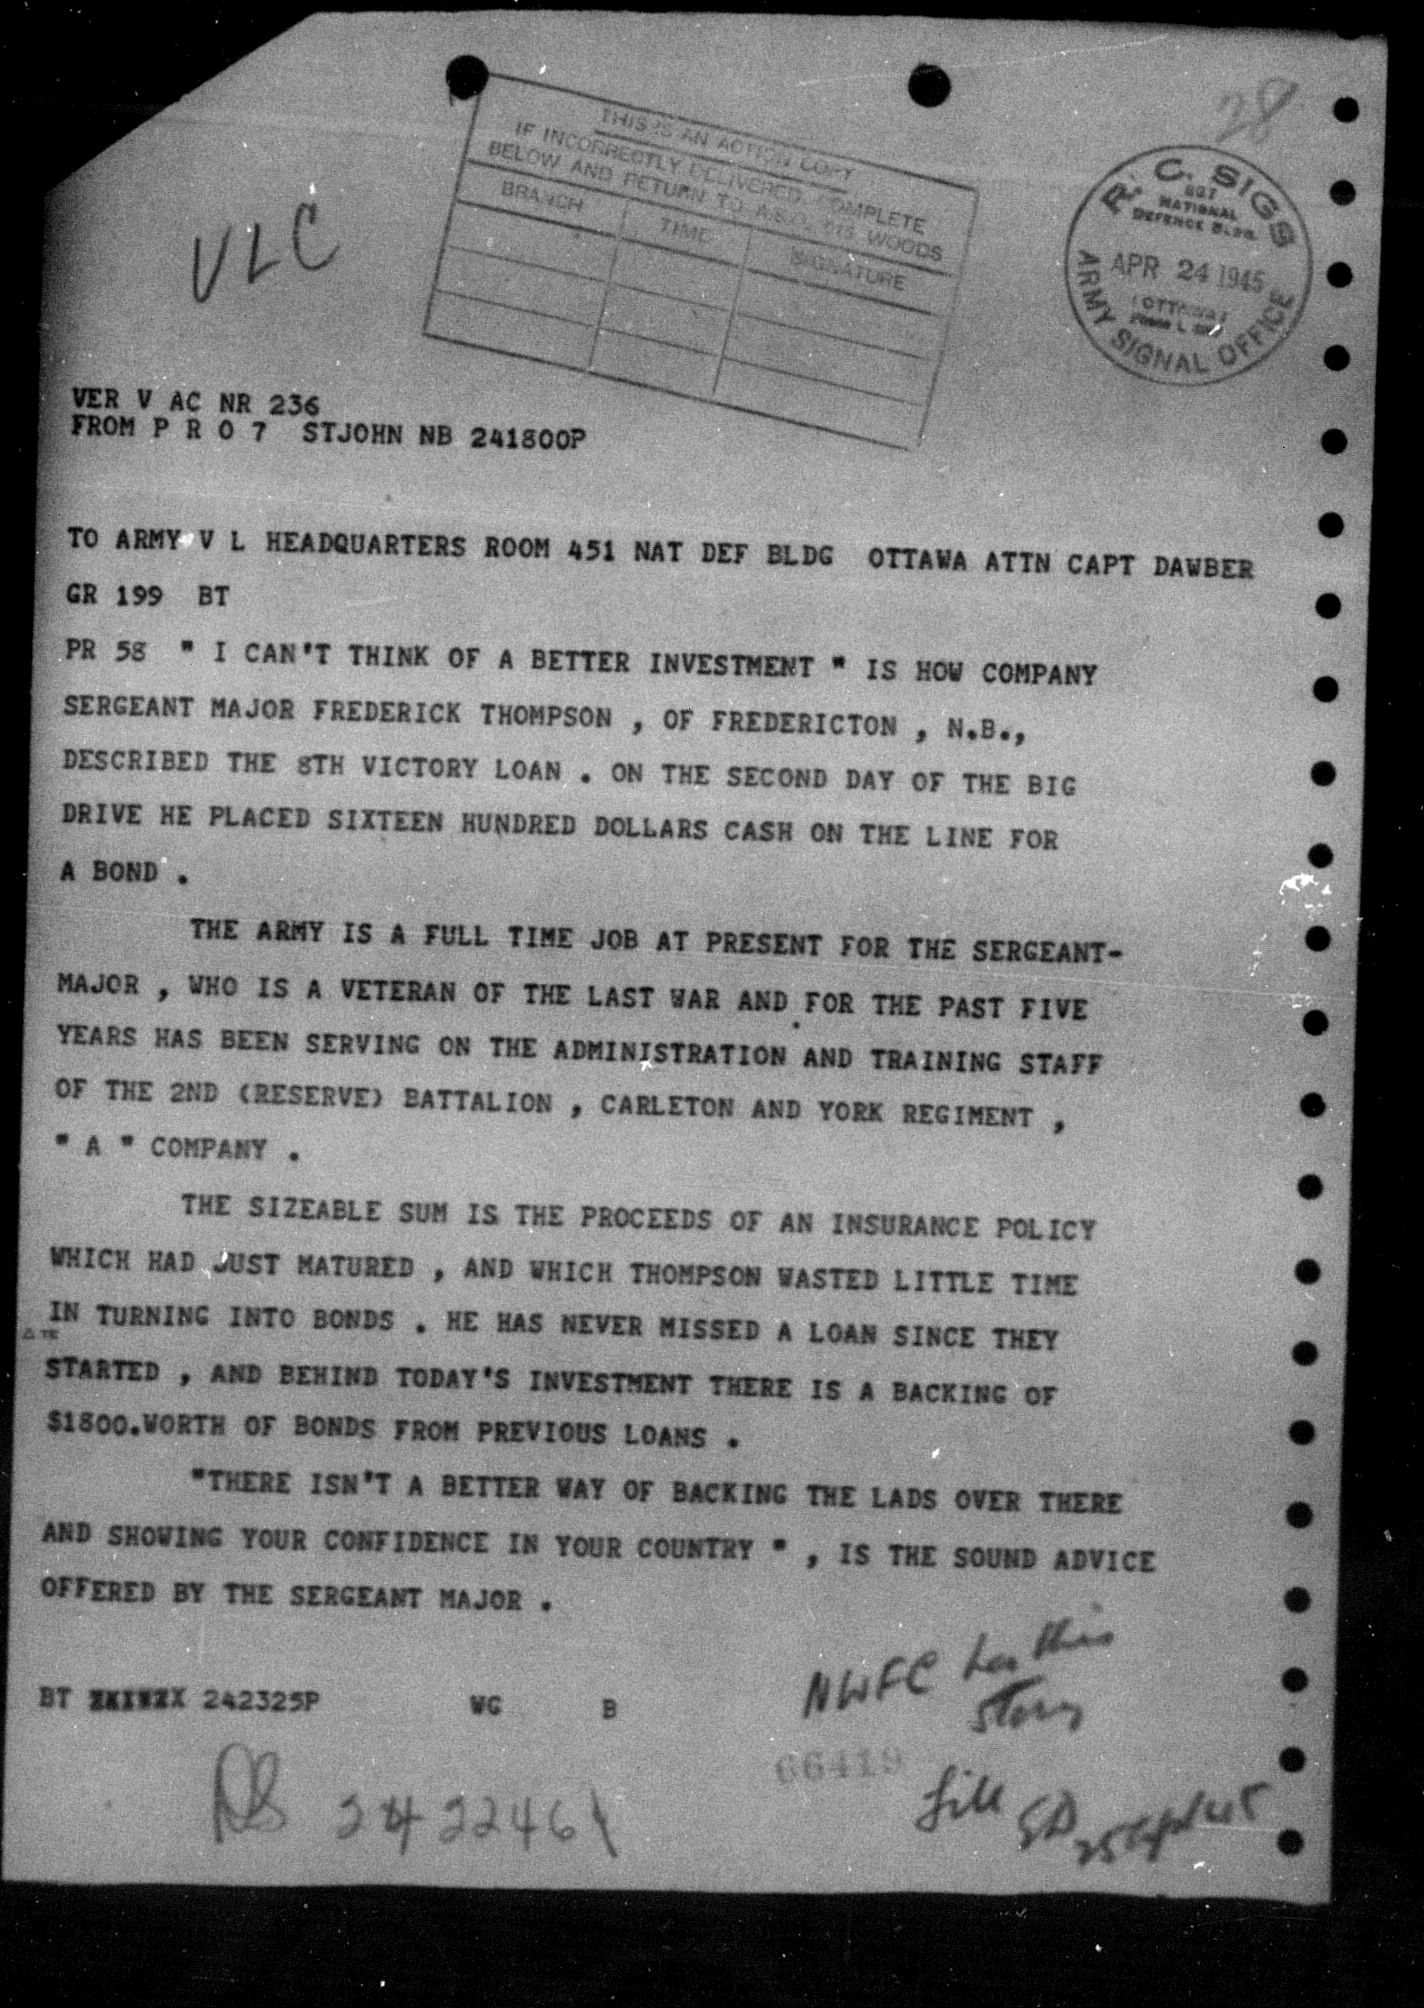 28
THIS IS AN ACTION COPY
IF INCORRECTLY DELIVERED, COMPLETE
BELOW AND RETURN TO A.S.O. WOODS
BRANCH TIME SIGNATURE
R. C. SIGS
NATIONAL
DEFENCE BLDG.
APR 24 1945
OTTAWA
ARMY SIGNAL OFFICE
VLC
VER V AC NR 236
FROM P R O 7 STJOHN NB 241800P
TO ARMY V L HEADQUARTERS ROOM 451 NAT DEF BLDG OTTAWA ATTN CAPT DAWBER
GR 199 BT
PR 58 " I CAN'T THINK OF A BETTER INVESTMENT " IS HOW COMPANY
SERGEANT MAJOR FREDERICK THOMPSON , OF FREDERICTON , N.B.,
DESCRIBED THE 8TH VICTORY LOAN . ON THE SECOND DAY OF THE BIG
DRIVE HE PLACED SIXTEEN HUNDRED DOLLARS CASH ON THE LINE FOR
A BOND .
THE ARMY IS A FULL TIME JOB AT PRESENT FOR THE SERGEANT-
MAJOR , WHO IS A VETERAN OF THE LAST WAR AND FOR THE PAST FIVE
YEARS HAS BEEN SERVING ON THE ADMINISTRATION AND TRAINING STAFF
OF THE 2ND (RESERVE) BATTALION , CARLETON AND YORK REGIMENT ,
" A " COMPANY .
THE SIZEABLE SUM IS THE PROCEEDS OF AN INSURANCE POLICY
WHICH HAD JUST MATURED , AND WHICH THOMPSON WASTED LITTLE TIME
IN TURNING INTO BONDS . HE HAS NEVER MISSED A LOAN SINCE THEY
STARTED , AND BEHIND TODAY'S INVESTMENT THERE IS A BACKING OF
$1800.WORTH OF BONDS FROM PREVIOUS LOANS .
"THERE ISN'T A BETTER WAY OF BACKING THE LADS OVER THERE
AND SHOWING YOUR CONFIDENCE IN YOUR COUNTRY " , IS THE SOUND ADVICE
OFFERED BY THE SERGEANT MAJOR .
BT 242325P WG B
NWFC has this
story
66419
file